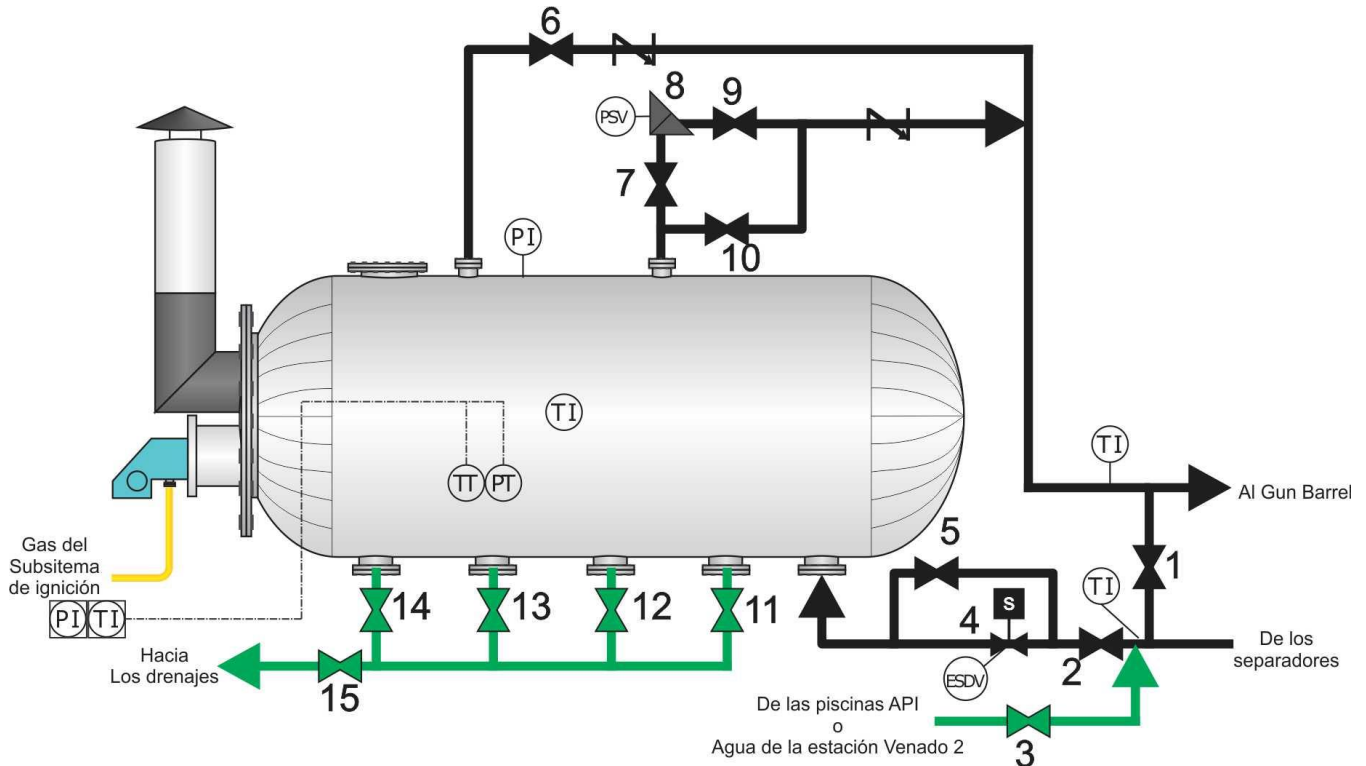 6
8
9
PSV
7
10
PI
TI
TI
Al Gun Barrel
5
1
TT
PT
TI
Gas del
Subsitema
de ignición
S
4
PI
TI
14
13
12
11
2
De los
separadores
Hacia
Los drenajes
15
ESDV
De las piscinas API
o
Agua de la estación Venado 2
3